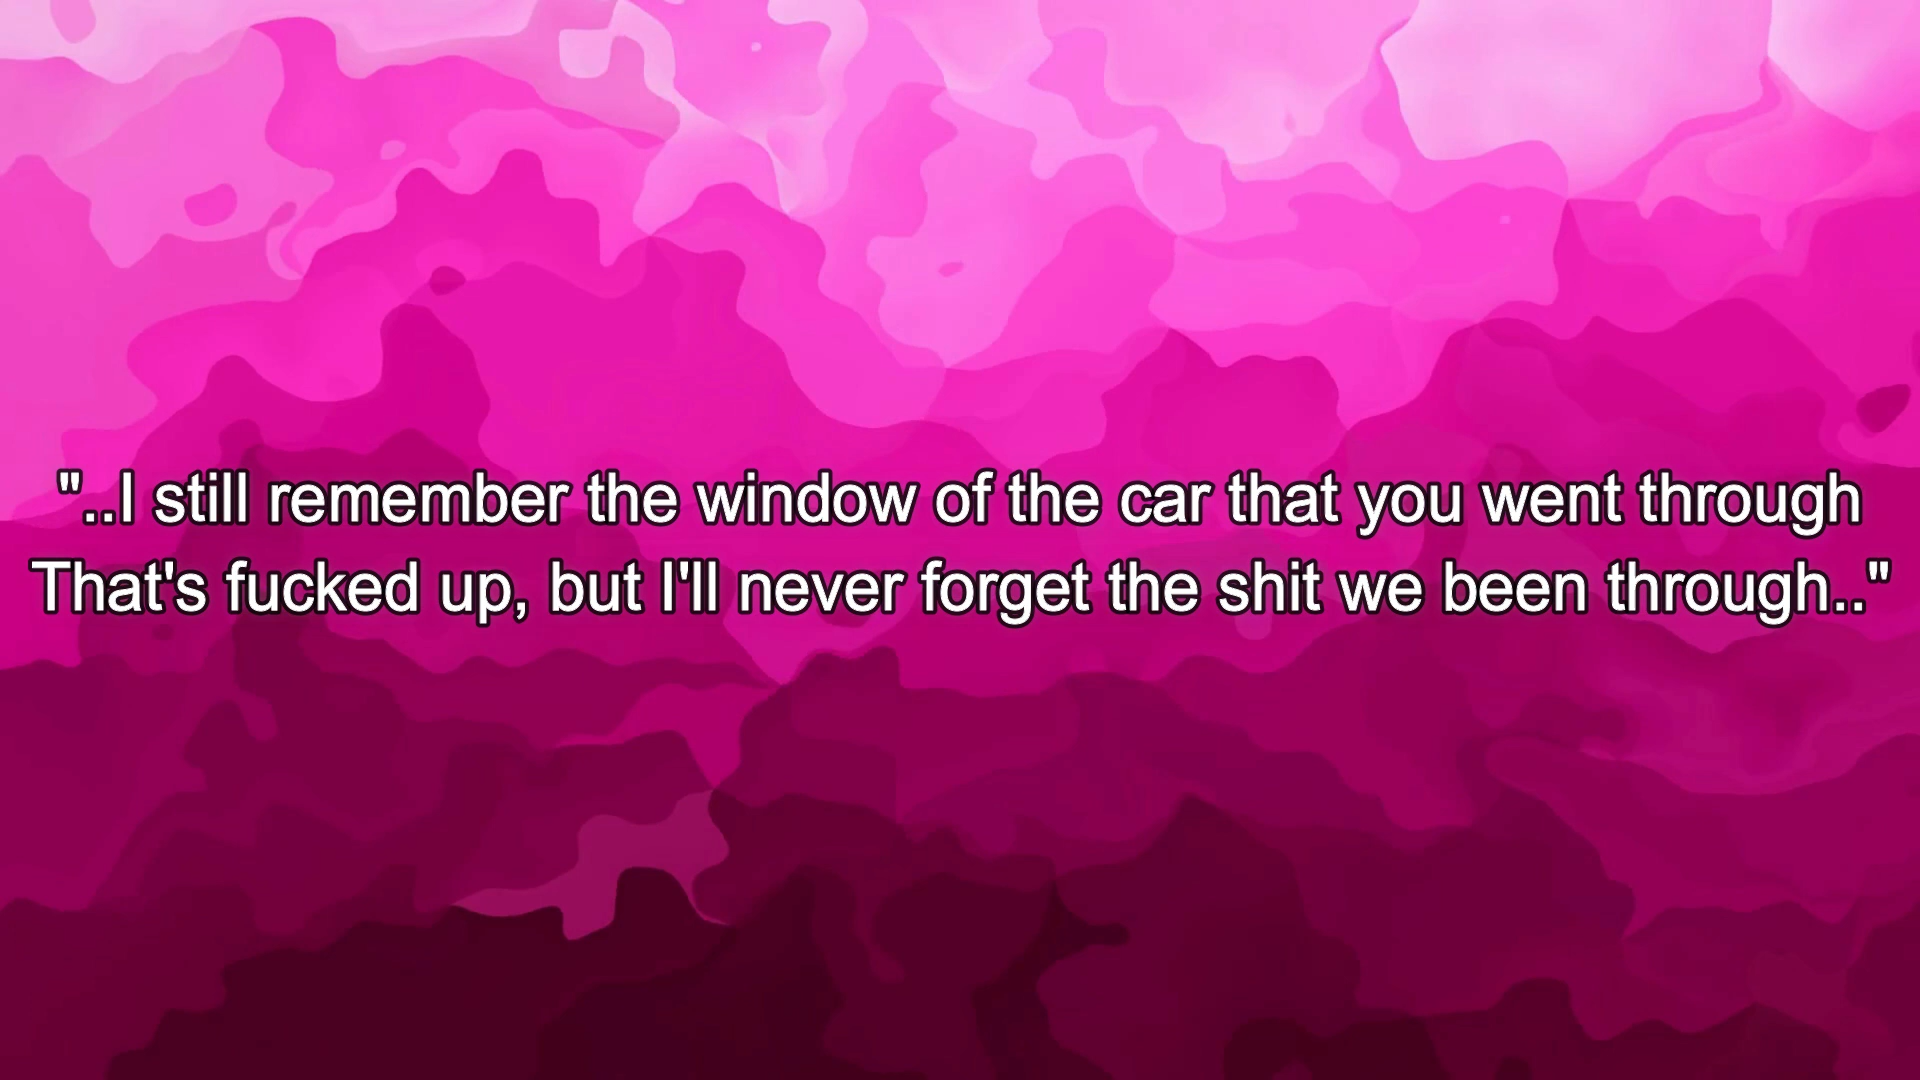 "..I still remember the window of the car that you went through
That's fucked up, but I'll never forget the shit we been through.."